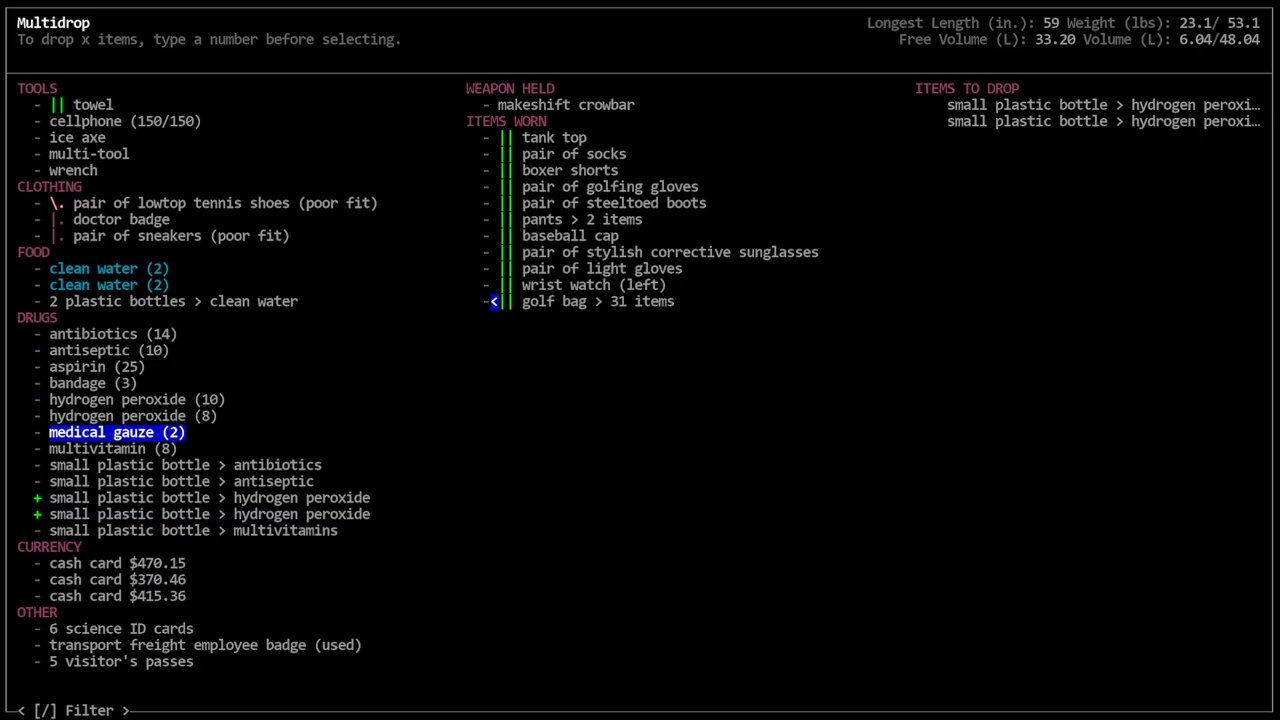 Multidrop
To drop x items, type a number before selecting.
Longest Length (in.): 59 Weight (lbs): 23.1/ 53.1
Free Volume (L): 33.20 Volume (L): 6.04/48.04
TOOLS
- || towel
- cellphone (150/150)
- ice axe
- multi-tool
- wrench
CLOTHING
- \. pair of lowtop tennis shoes (poor fit)
- |. doctor badge
- |. pair of sneakers (poor fit)
FOOD
- clean water (2)
- clean water (2)
- 2 plastic bottles > clean water
DRUGS
- antibiotics (14)
- antiseptic (10)
- aspirin (25)
- bandage (3)
- hydrogen peroxide (10)
- hydrogen peroxide (8)
- medical gauze (2)
- multivitamin (8)
- small plastic bottle > antibiotics
- small plastic bottle > antiseptic
+ small plastic bottle > hydrogen peroxide
+ small plastic bottle > hydrogen peroxide
- small plastic bottle > multivitamins
CURRENCY
- cash card $470.15
- cash card $370.46
- cash card $415.36
OTHER
- 6 science ID cards
- transport freight employee badge (used)
- 5 visitor's passes
WEAPON HELD
- makeshift crowbar
ITEMS WORN
- || tank top
- || pair of socks
- || boxer shorts
- || pair of golfing gloves
- || pair of steeltoed boots
- || pants > 2 items
- || baseball cap
- || pair of stylish corrective sunglasses
- || pair of light gloves
- || wrist watch (left)
-<|| golf bag > 31 items
ITEMS TO DROP
small plastic bottle > hydrogen peroxi…
small plastic bottle > hydrogen peroxi…
< [/] Filter >